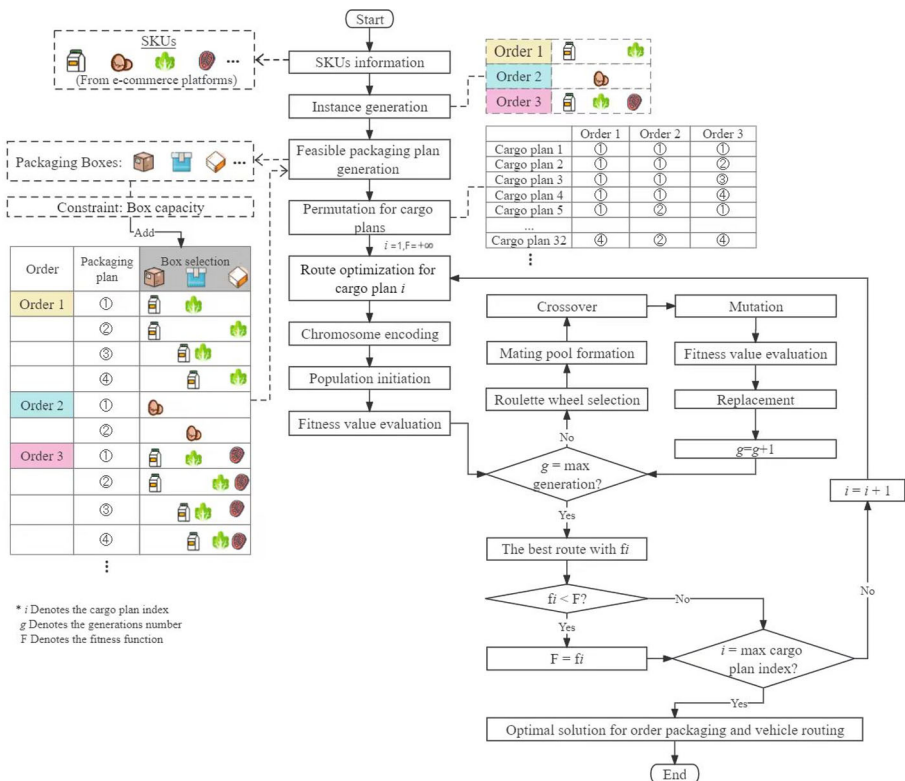 Start
SKUs
(From e-commerce platforms)
...
SKUs information
Instance generation
Order 1
Order 2
Order 3
Packaging Boxes:
...
Feasible packaging plan
generation
Constraint: Box capacity
Add
Permutation for cargo
plans
i =1,F=+∞
Order 1 Order 2 Order 3
Cargo plan 1 ① ① ①
Cargo plan 2 ① ① ②
Cargo plan 3 ① ① ③
Cargo plan 4 ① ① ④
Cargo plan 5 ① ② ①
...
Cargo plan 32 ④ ② ④
⋮
Order Packaging
plan Box selection
Order 1 ①
②
③
④
Order 2 ①
②
Order 3 ①
②
③
④
⋮
Route optimization for
cargo plan i
Chromosome encoding
Population initiation
Fitness value evaluation
Crossover
Mating pool formation
Roulette wheel selection
No
Mutation
Fitness value evaluation
Replacement
g=g+1
g = max
generation?
Yes
The best route with fi
fi < F?
No
Yes
F = fi
i = max cargo
plan index?
No
i = i + 1
Yes
Optimal solution for order packaging and vehicle routing
End
* i Denotes the cargo plan index
g Denotes the generations number
F Denotes the fitness function